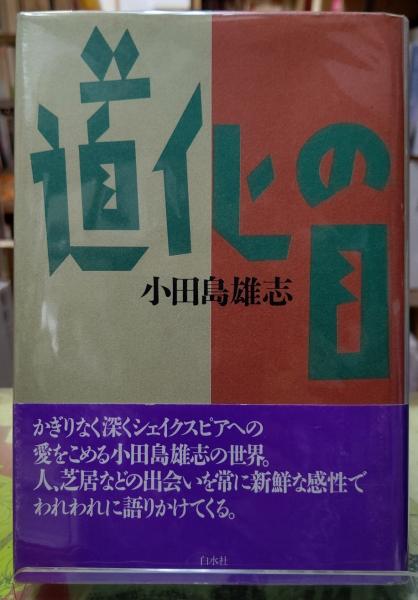 道化の目
小田島雄志
かぎりなく深くシェイクスピアへの
愛をこめる小田島雄志の世界。
人、芝居などの出会いを常に新鮮な感性で
われわれに語りかけてくる。
白水社